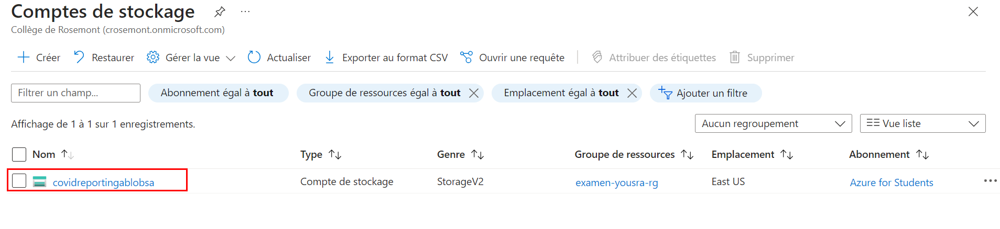 Comptes de stockage
Collège de Rosemont (crosemont.onmicrosoft.com)
Créer Restaurer Gérer la vue Actualiser Exporter au format CSV Ouvrir une requête Attribuer des étiquettes Supprimer
Filtrer un champ... Abonnement égal à tout Groupe de ressources égal à tout Emplacement égal à tout Ajouter un filtre
Affichage de 1 à 1 sur 1 enregistrements. Aucun regroupement Vue liste
Nom Type Genre Groupe de ressources Emplacement Abonnement
covidreportingablobsa Compte de stockage StorageV2 examen-yousra-rg East US Azure for Students